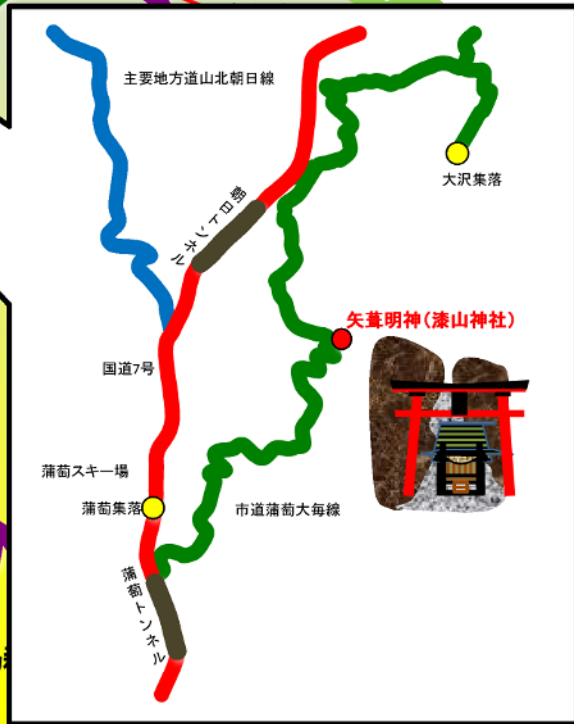 主要地方道山北朝日線
大沢集落
朝日トンネル
矢葺明神(漆山神社)
国道7号
蒲萄スキー場
蒲萄集落
市道蒲萄大毎線
蒲萄トンネル